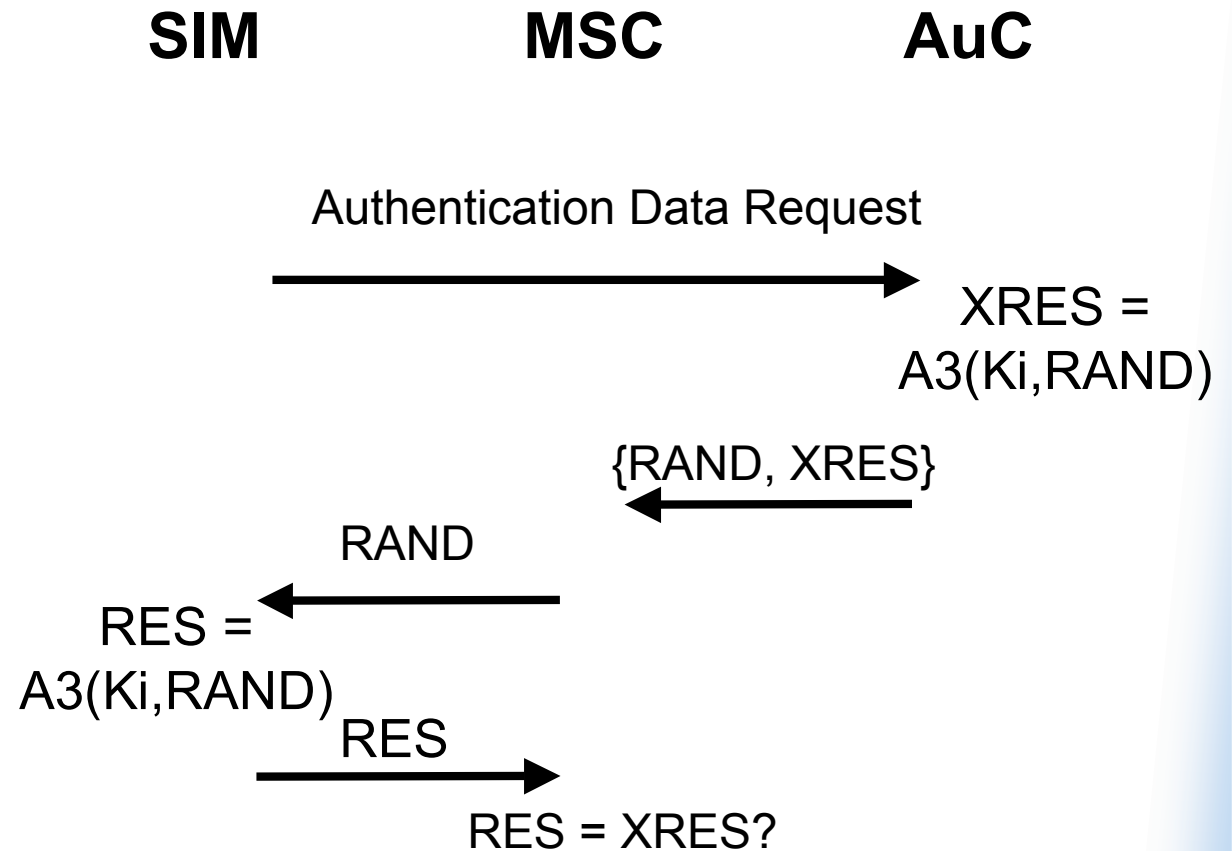 SIM MSC AuC
Authentication Data Request
XRES =
A3(Ki,RAND)
{RAND, XRES}
RAND
RES =
A3(Ki,RAND)
RES
RES = XRES?